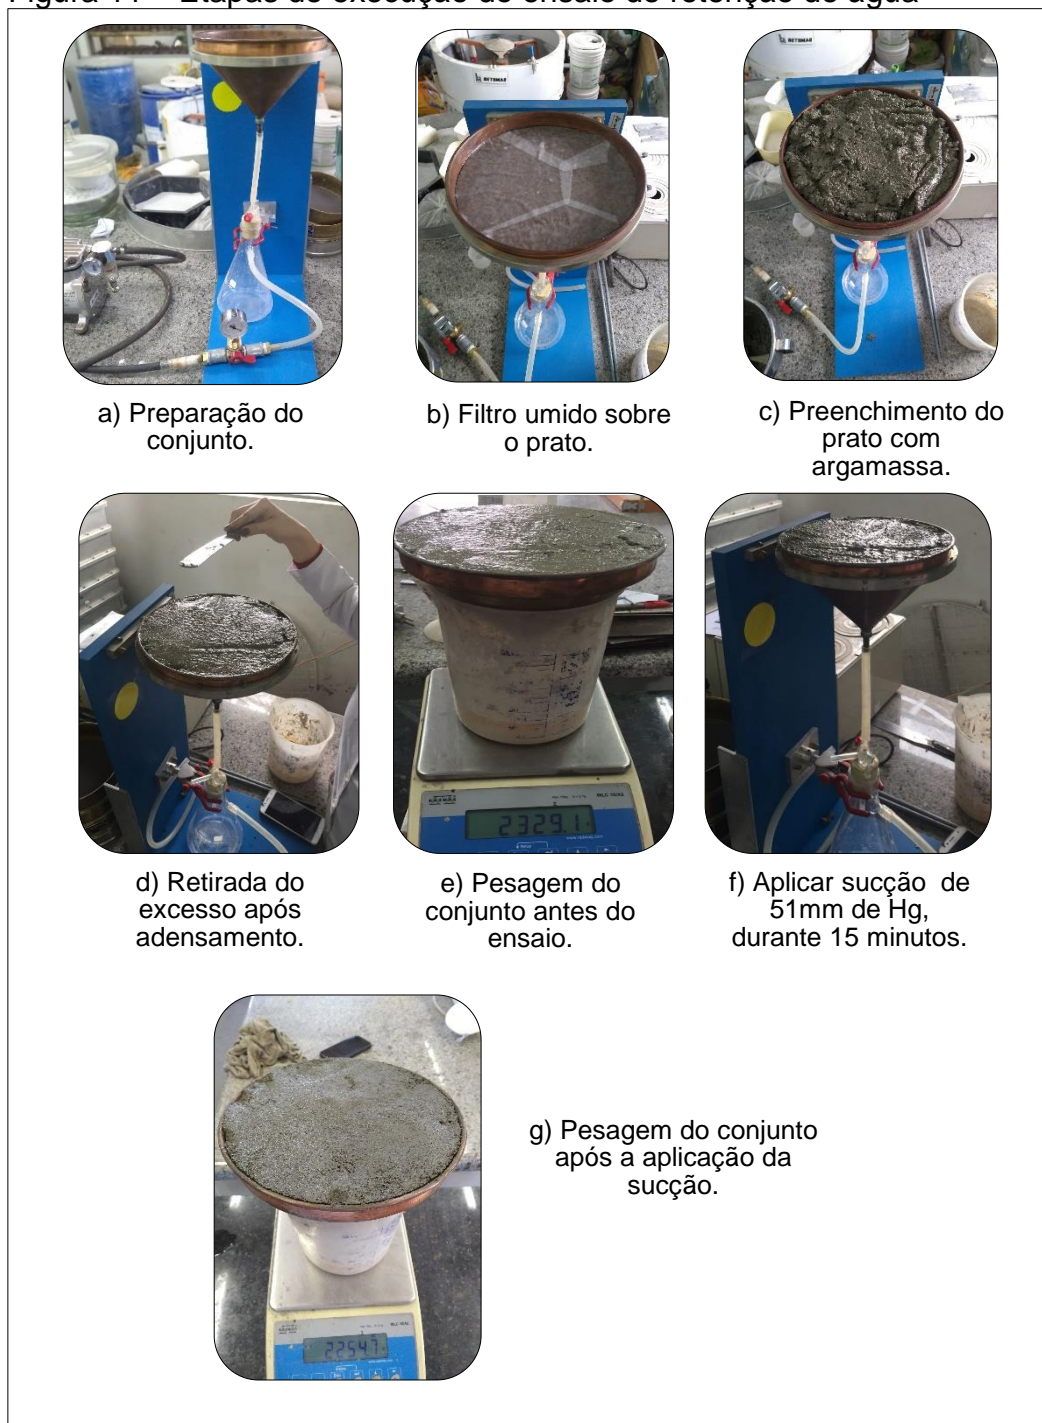 Etapas de execução do ensaio de retenção de água
a) Preparação do
conjunto.
b) Filtro umido sobre
o prato.
c) Preenchimento do
prato com
argamassa.
d) Retirada do
excesso após
adensamento.
2329.1
e) Pesagem do
conjunto antes do
ensaio.
f) Aplicar sucção de
51mm de Hg,
durante 15 minutos.
2254.7
g) Pesagem do conjunto
após a aplicação da
sucção.